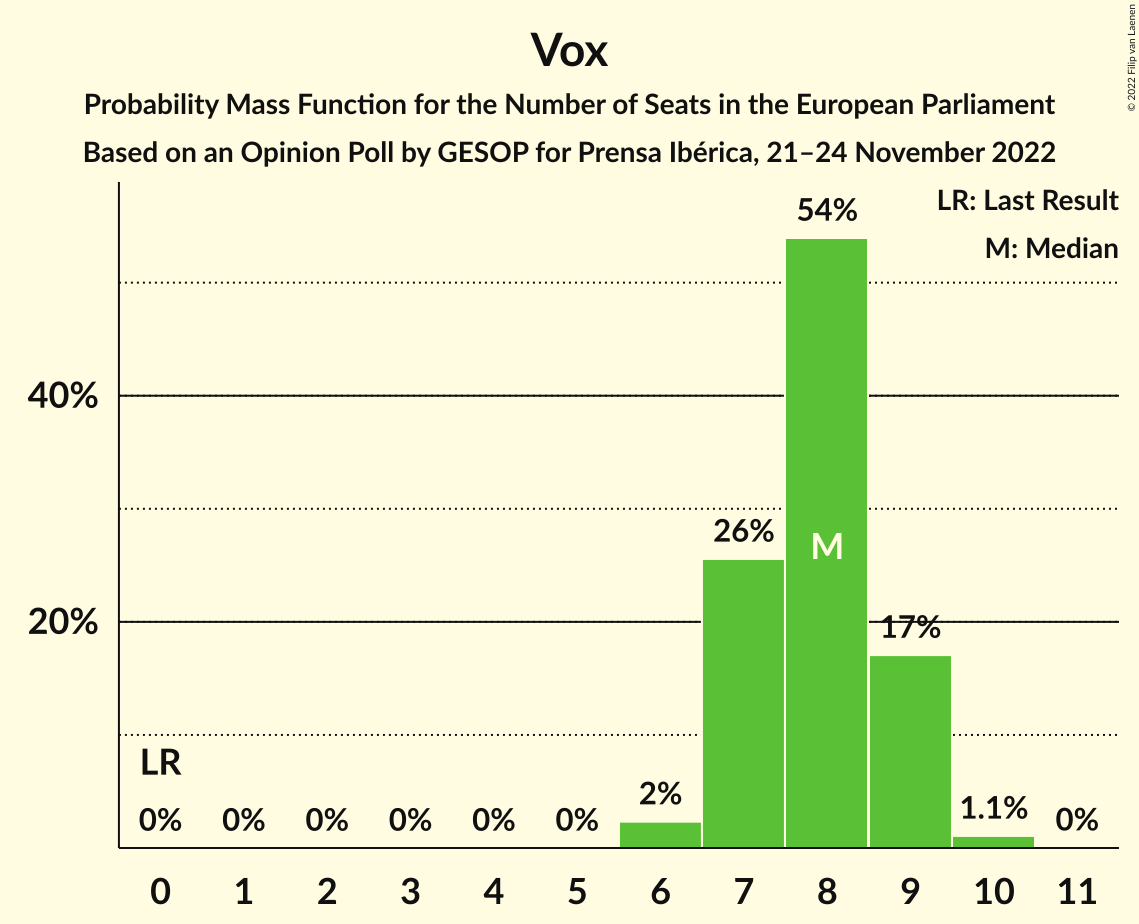 Vox
Probability Mass Function for the Number of Seats in the European Parliament
Based on an Opinion Poll by GESOP for Prensa Ibérica, 21–24 November 2022
© 2022 Filip van Laenen
LR: Last Result
M: Median
54%
40%
26%
M
20%
17%
LR
0% 0% 0% 0% 0% 0% 2% 1.1% 0%
0 1 2 3 4 5 6 7 8 9 10 11